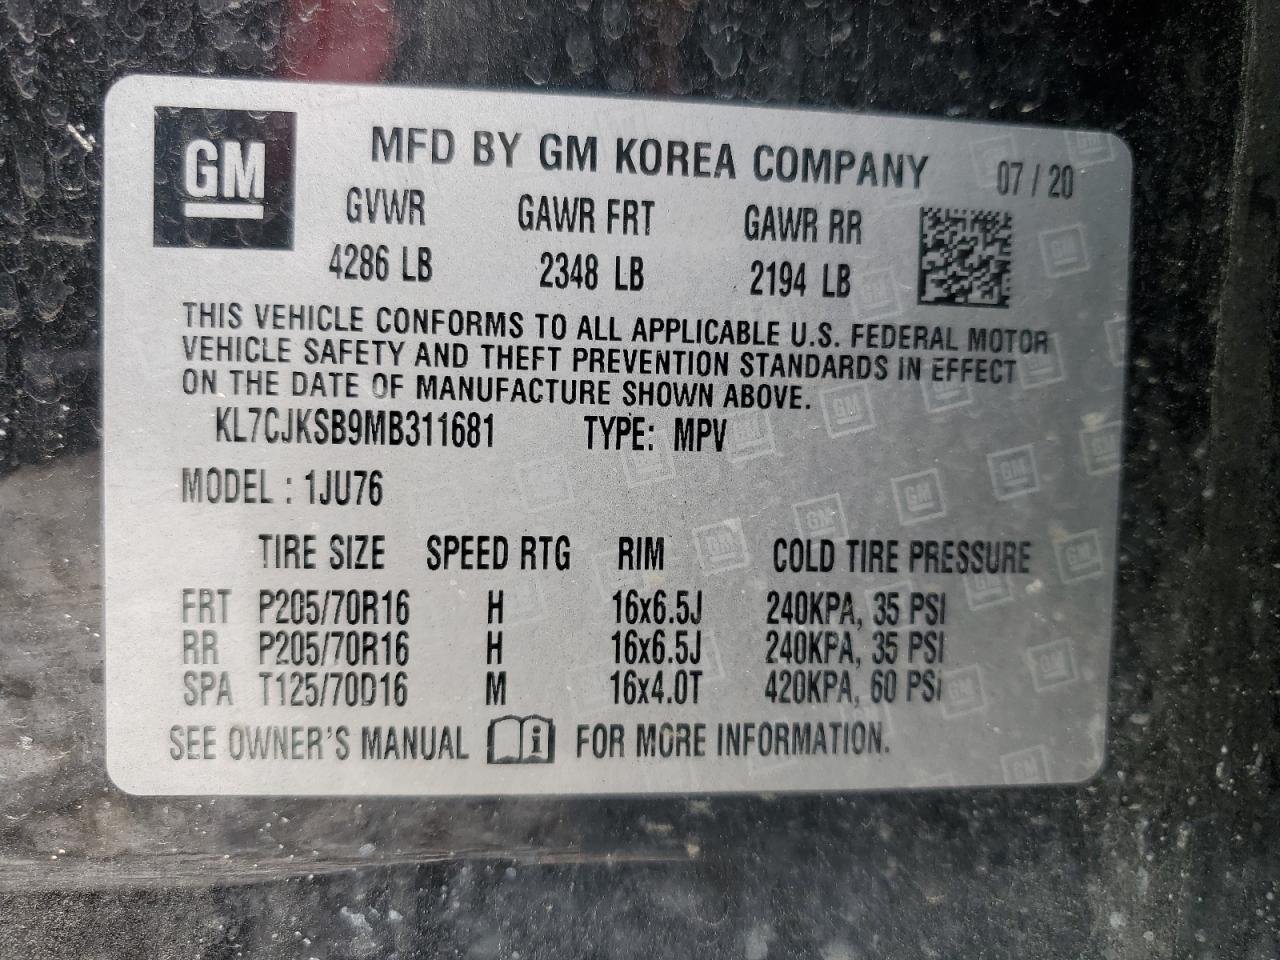 GM
MFD BY GM KOREA COMPANY 07 / 20
GVWR GAWR FRT GAWR RR
4286 LB 2348 LB 2194 LB
THIS VEHICLE CONFORMS TO ALL APPLICABLE U.S. FEDERAL MOTOR
VEHICLE SAFETY AND THEFT PREVENTION STANDARDS IN EFFECT
ON THE DATE OF MANUFACTURE SHOWN ABOVE.
KL7CJKSB9MB311681 TYPE: MPV
MODEL : 1JU76
TIRE SIZE SPEED RTG RIM COLD TIRE PRESSURE
FRT P205/70R16 H 16x6.5J 240KPA, 35 PSI
RR P205/70R16 H 16x6.5J 240KPA, 35 PSI
SPA T125/70D16 M 16x4.0T 420KPA, 60 PSI
SEE OWNER'S MANUAL i FOR MORE INFORMATION.